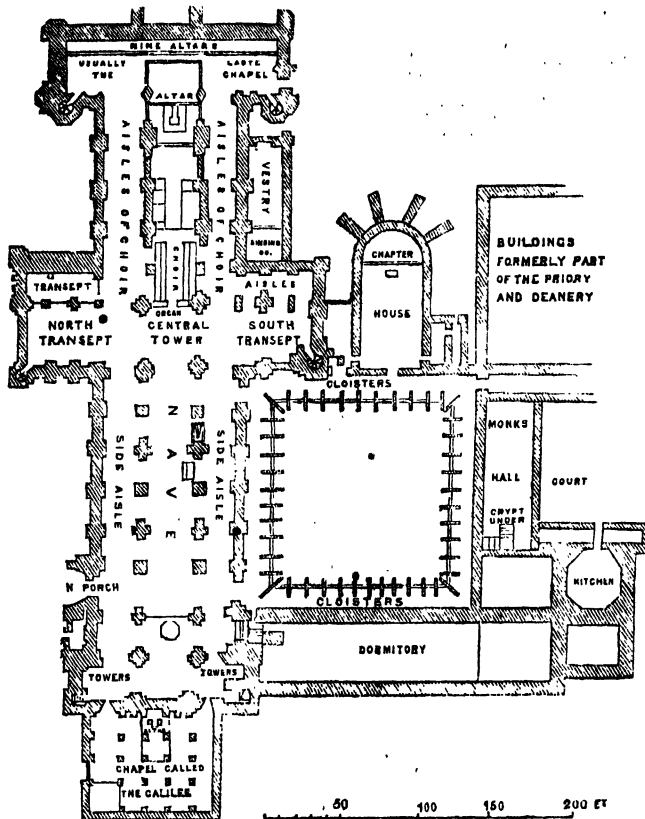 NINE ALTARS
USUALLY THE LADYE CHAPEL
ALTAR
AISLES OF CHOIR
AISLES OF CHOIR
VESTRY
CHOIR
TRANSEPT
NORTH TRANSEPT
ORGAN
CENTRAL TOWER
AISLES
SOUTH TRANSEPT
CHAPTER
HOUSE
BUILDINGS
FORMERLY PART
OF THE PRIORY
AND DEANERY
CLOISTERS
SIDE AISLE
NAVE
SIDE AISLE
MONKS
HALL
CRYPT
UNDER
COURT
KITCHEN
N PORCH
CLOISTERS
DORMITORY
TOWERS
TOWERS
ALTAR
CHAPEL CALLED
THE GALILEE
50 100 150 200 FT